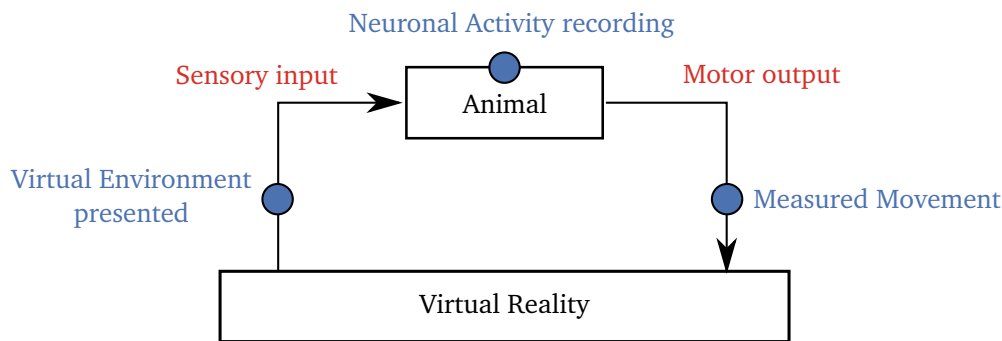 Neuronal Activity recording
Sensory input
Motor output
Animal
Virtual Environment
presented
Measured Movement
Virtual Reality